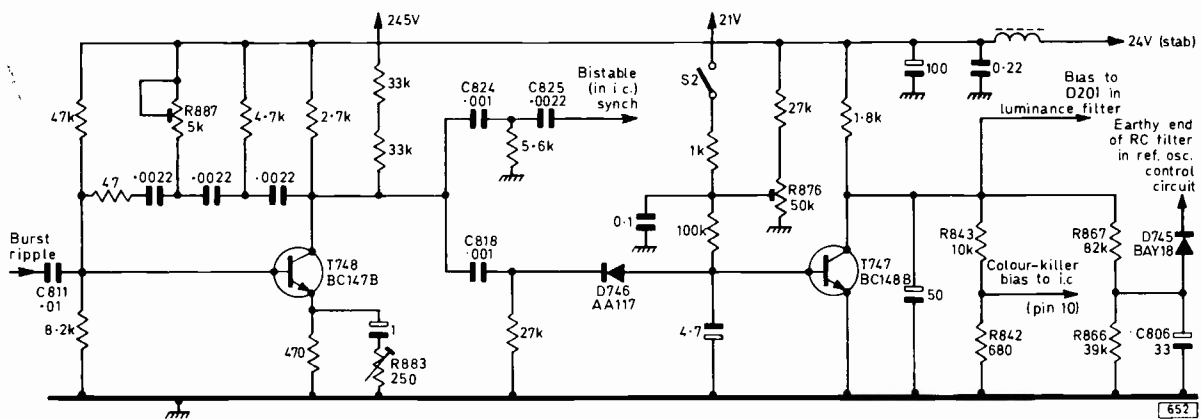 245V
21V
24V (stab)
100
0·22
Bias to
D201 in
luminance filter
Earthy end
of RC filter
in ref. osc.
control
circuit
Bistable
(in i.c.)
synch
C824
·001
C825
·0022
S2
47k
R887
5k
4·7k
2·7k
33k
33k
5·6k
27k
1·8k
1k
47
·0022
·0022
·0022
0·1
100k
R876
50k
R843
10k
R867
82k
D745
BAY18
Burst
ripple
C811
·01
T748
BC147B
C818
·001
D746
AA117
T747
BC148B
Colour-killer
bias to i.c
(pin 10)
50
8·2k
470
1
R883
250
27k
4·7
R842
680
R866
39k
C806
33
652